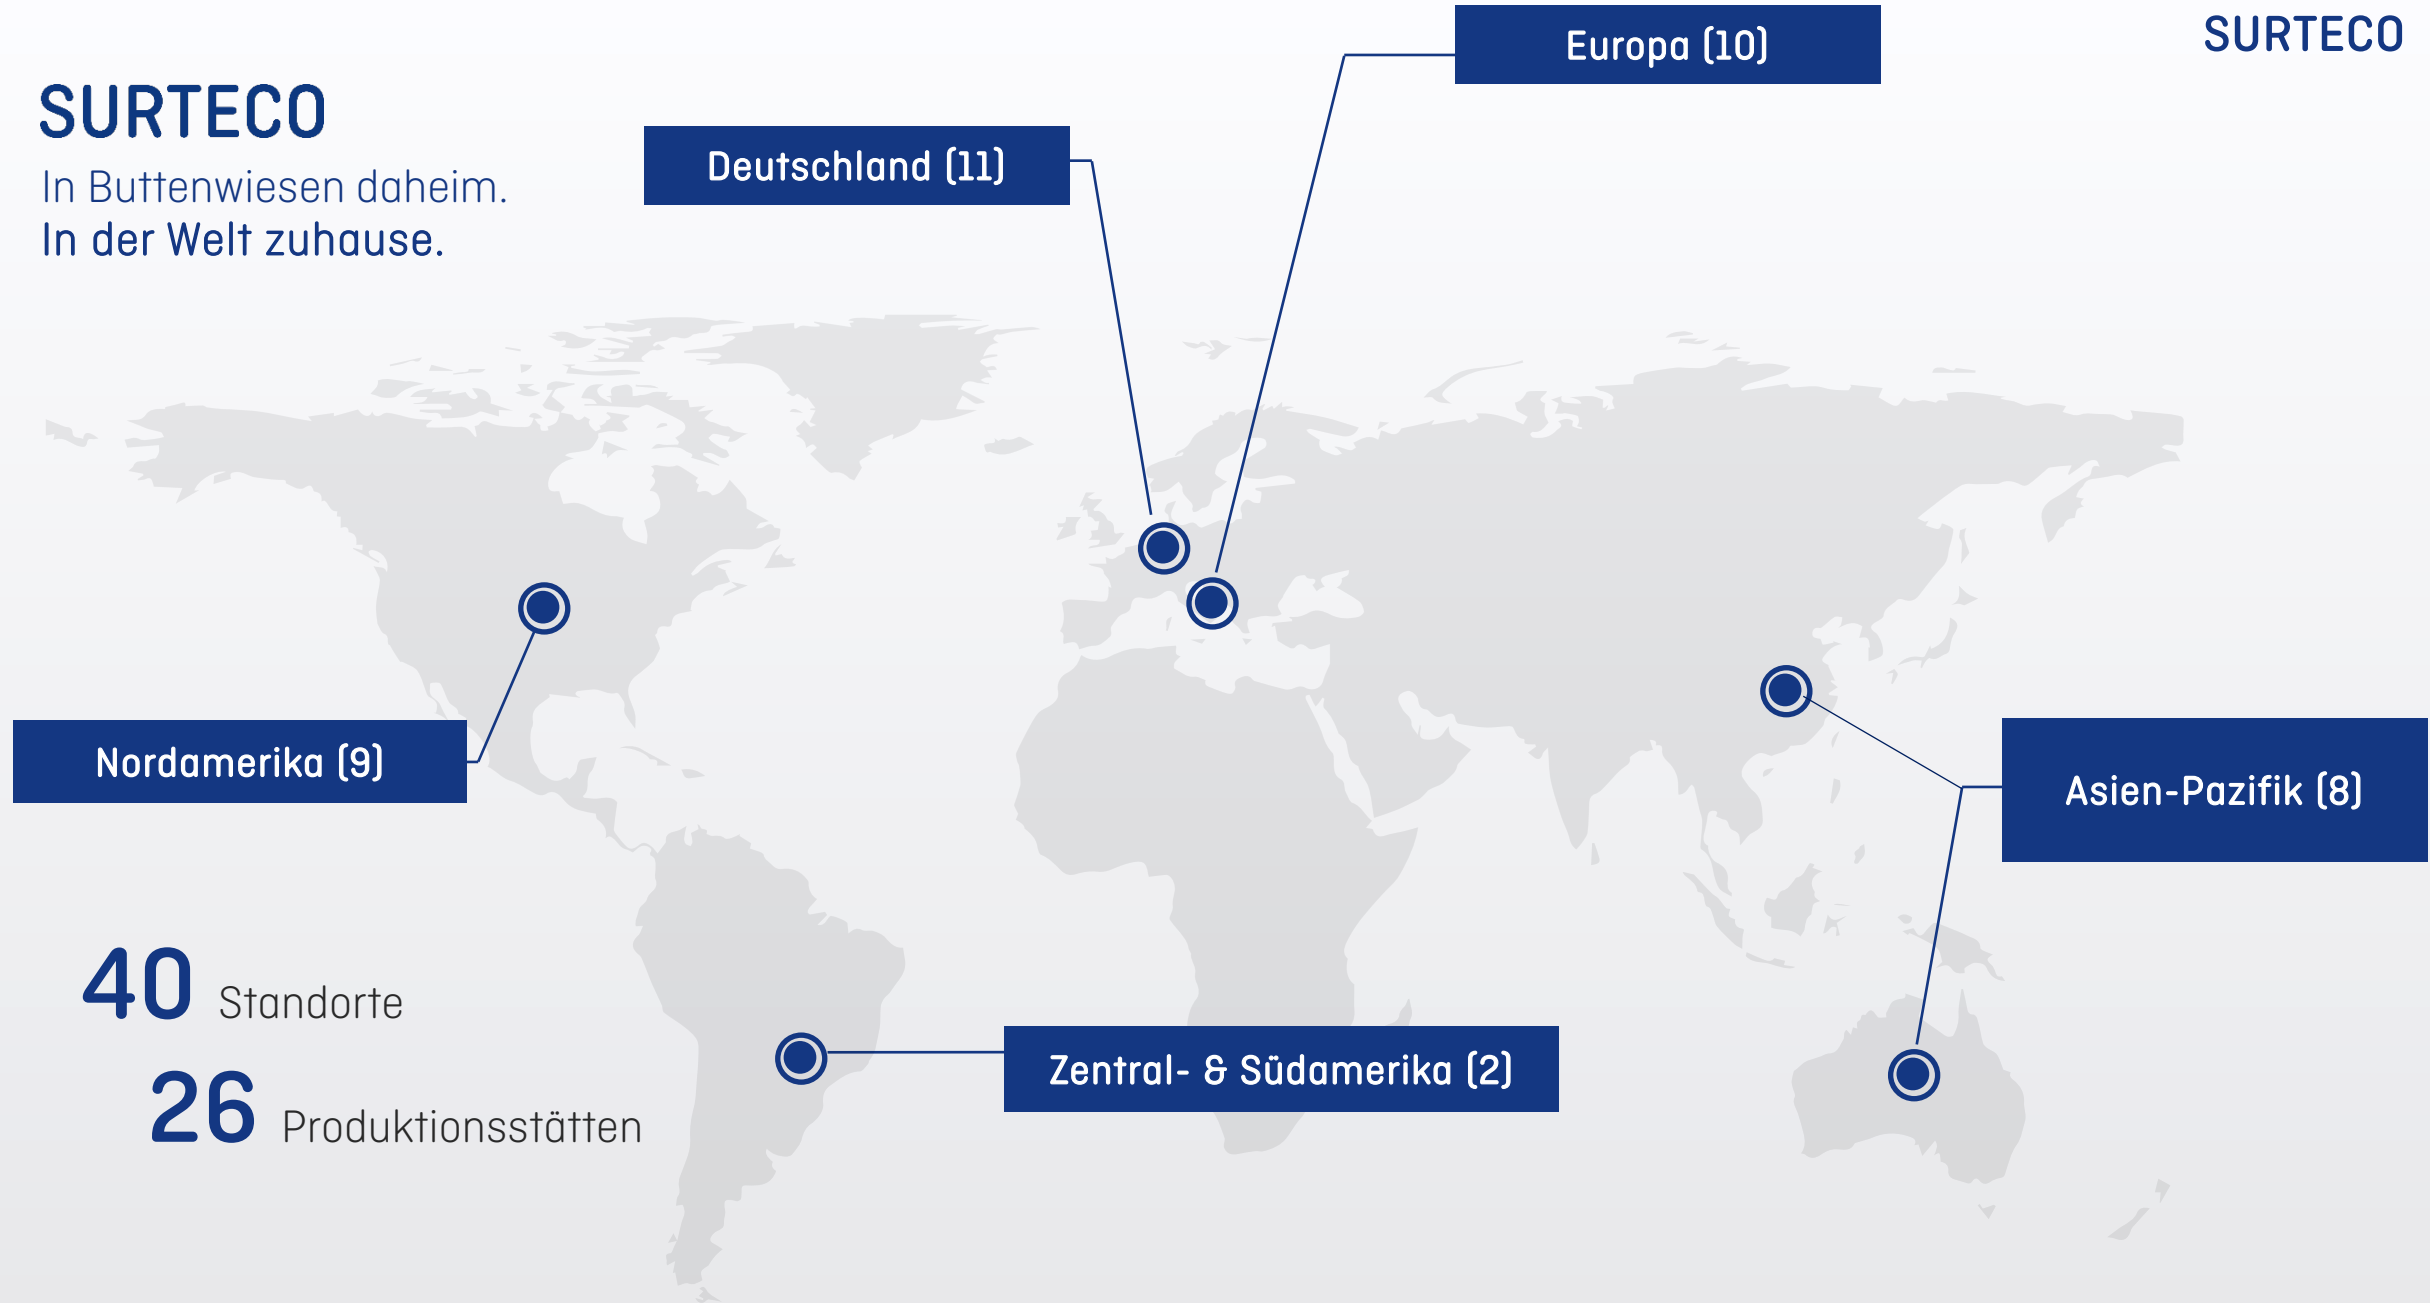 SURTECO
SURTECO
In Buttenwiesen daheim.
In der Welt zuhause.
Europa (10)
Deutschland (11)
Nordamerika (9)
Asien-Pazifik (8)
Zentral- & Südamerika (2)
40 Standorte
26 Produktionsstätten